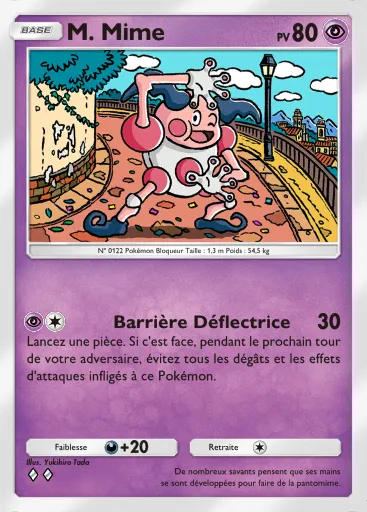 BASE
M. Mime
PV 80
N° 0122 Pokémon Bloqueur Taille : 1,3 m Poids : 54,5 kg
Barrière Déflectrice 30
Lancez une pièce. Si c'est face, pendant le prochain tour
de votre adversaire, évitez tous les dégâts et les effets
d'attaques infligés à ce Pokémon.
Faiblesse +20
Retraite
Illus. Yukihiro Tada
De nombreux savants pensent que ses mains
se sont développées pour faire de la pantomime.